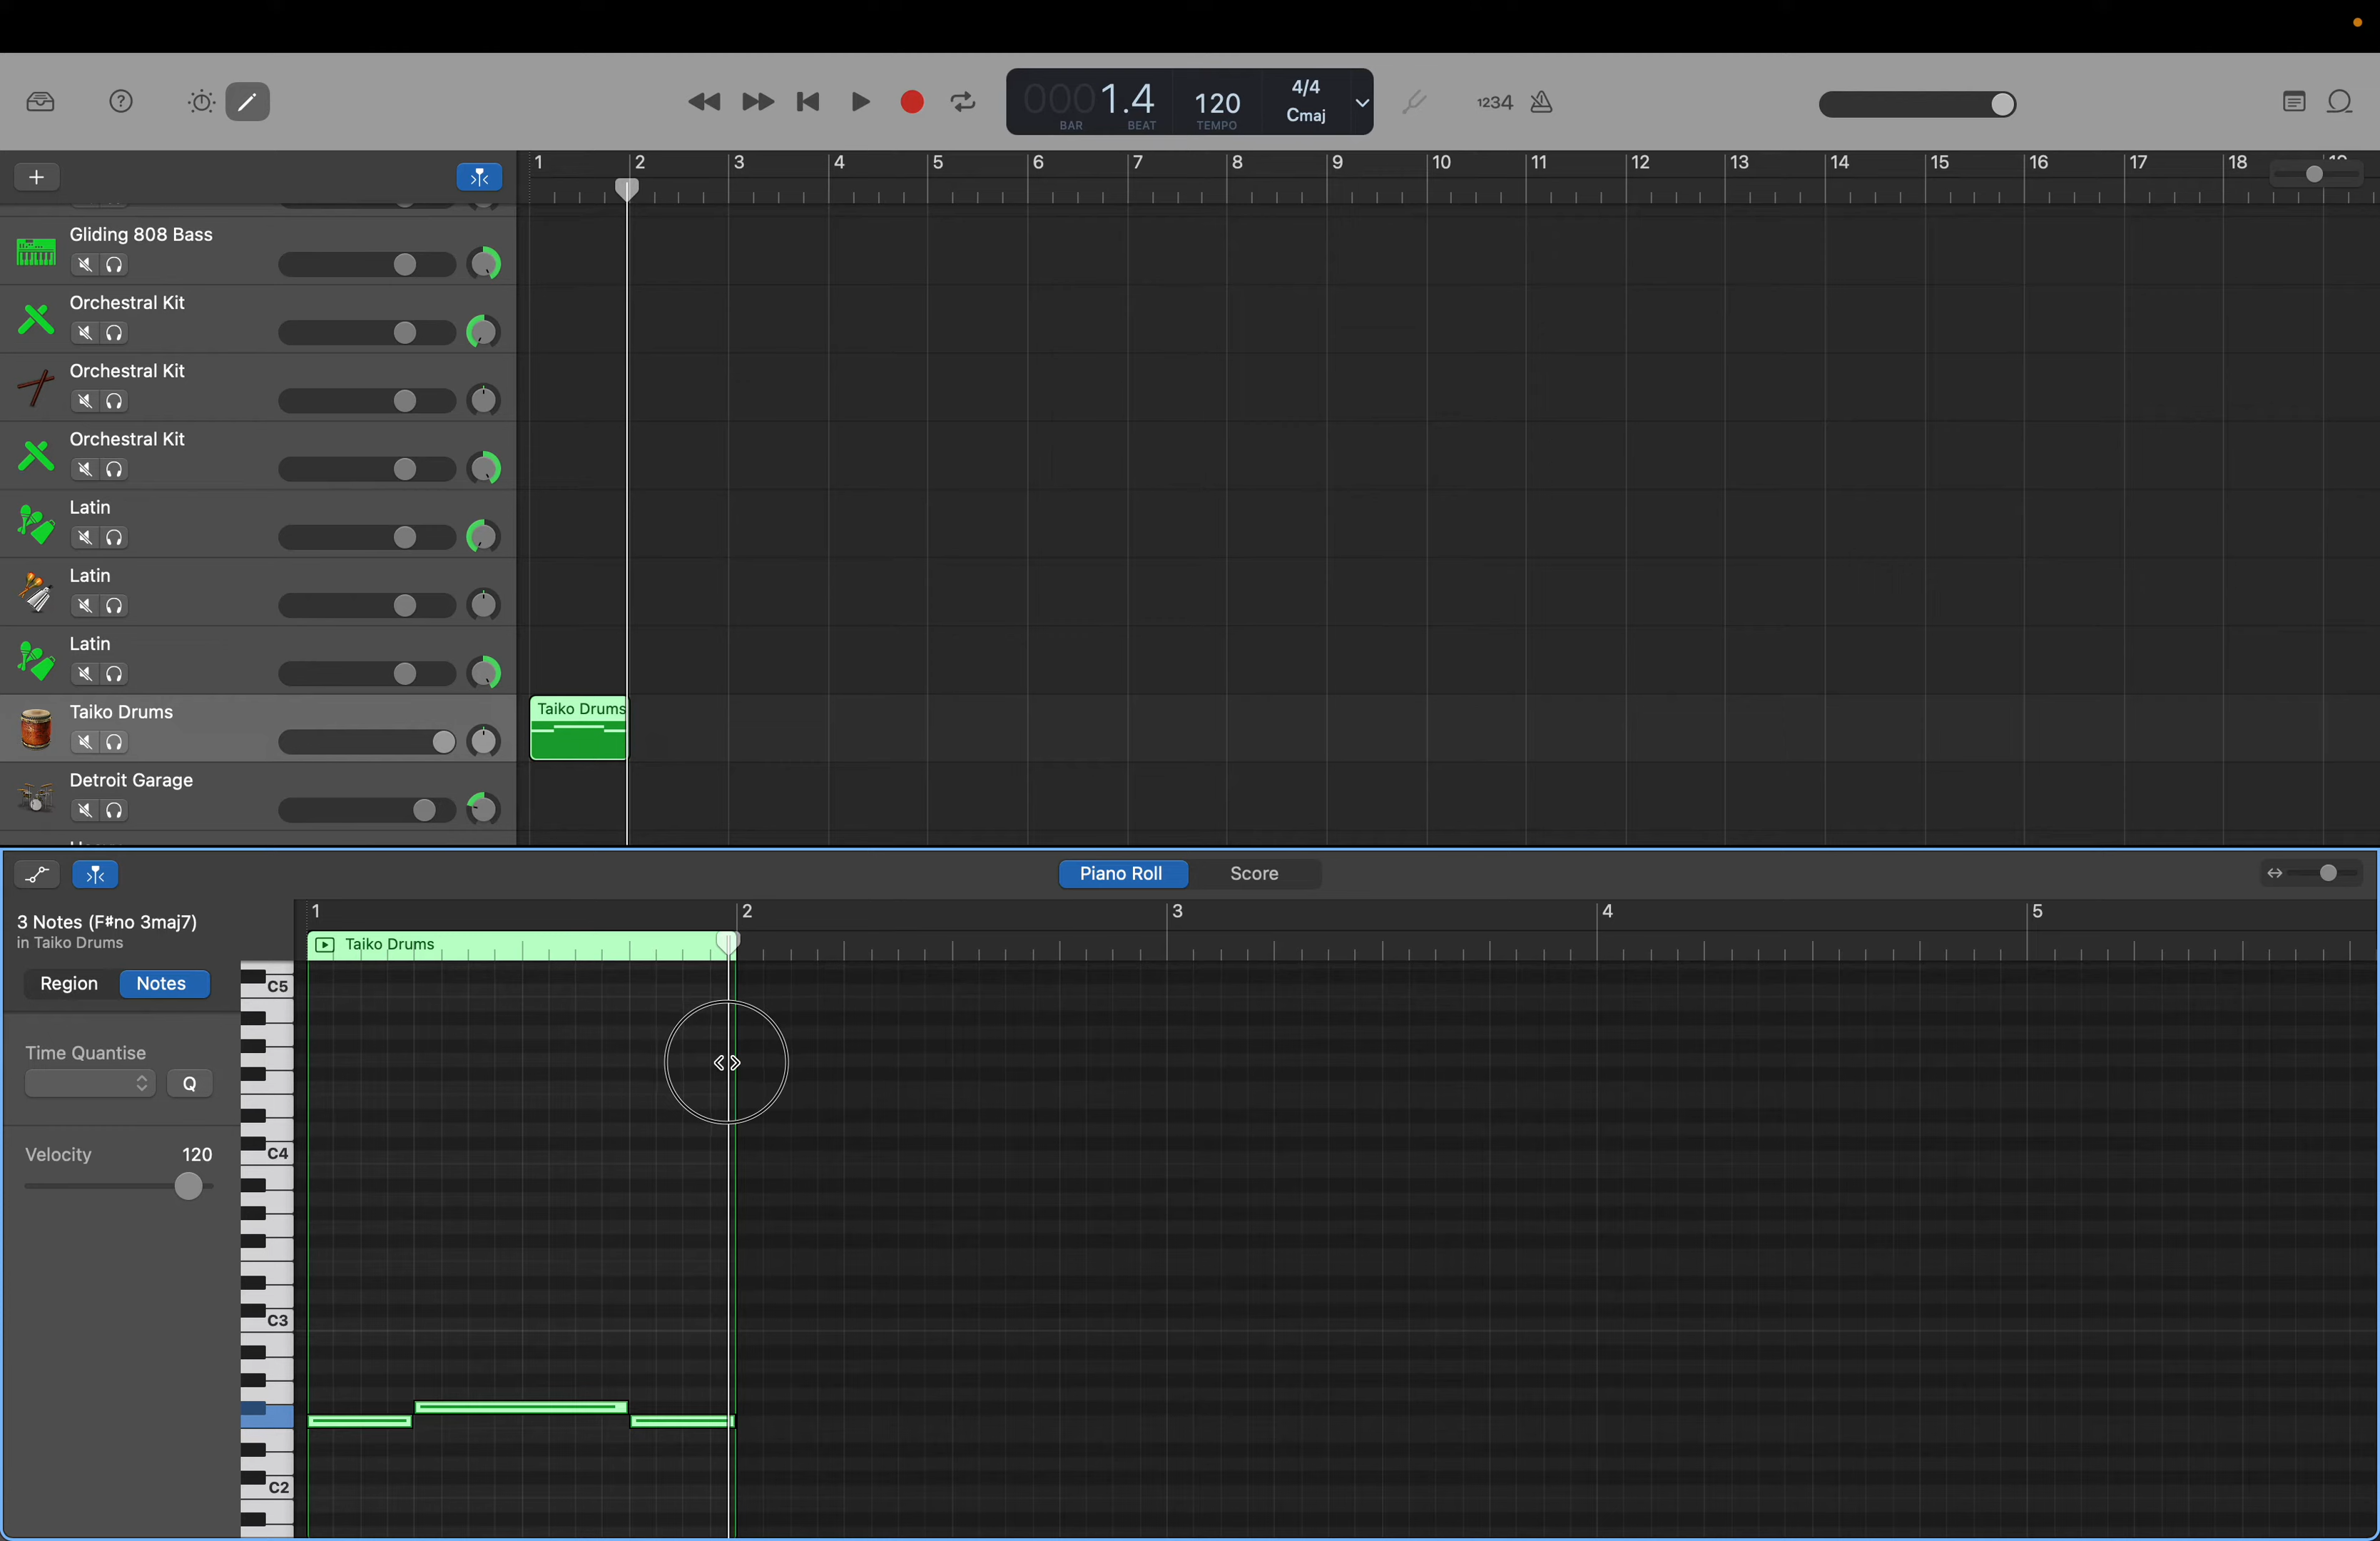 0001.4
120
4/4
Cmaj
BAR
BEAT
TEMPO
1234
1 2 3 4 5 6 7 8 9 10 11 12 13 14 15 16 17 18
Gliding 808 Bass
Orchestral Kit
Orchestral Kit
Orchestral Kit
Latin
Latin
Latin
Taiko Drums
Taiko Drums
Detroit Garage
Piano Roll
Score
3 Notes (F#no 3maj7)
in Taiko Drums
1 2 3 4 5
Taiko Drums
Region
Notes
C5
Time Quantise
Q
Velocity 120
C4
C3
C2